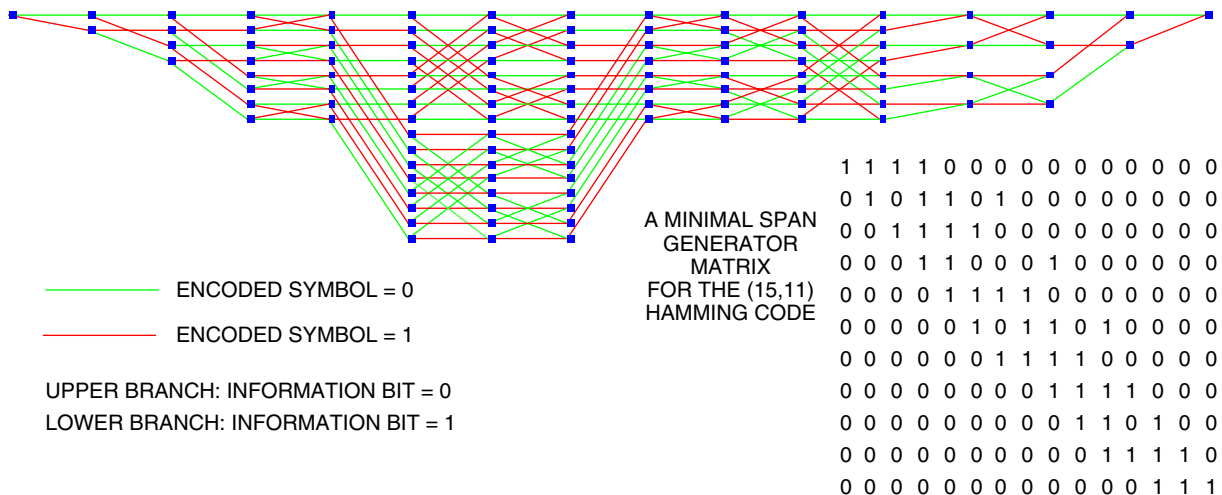 A MINIMAL SPAN
GENERATOR
MATRIX
FOR THE (15,11)
HAMMING CODE
1 1 1 1 0 0 0 0 0 0 0 0 0 0 0
0 1 0 1 1 0 1 0 0 0 0 0 0 0 0
0 0 1 1 1 1 0 0 0 0 0 0 0 0 0
0 0 0 1 1 0 0 0 1 0 0 0 0 0 0
0 0 0 0 1 1 1 1 0 0 0 0 0 0 0
0 0 0 0 0 1 0 1 1 0 1 0 0 0 0
0 0 0 0 0 0 1 1 1 1 0 0 0 0 0
0 0 0 0 0 0 0 0 1 1 1 1 0 0 0
0 0 0 0 0 0 0 0 0 1 1 0 1 0 0
0 0 0 0 0 0 0 0 0 0 1 1 1 1 0
0 0 0 0 0 0 0 0 0 0 0 0 1 1 1
ENCODED SYMBOL = 0
ENCODED SYMBOL = 1
UPPER BRANCH: INFORMATION BIT = 0
LOWER BRANCH: INFORMATION BIT = 1